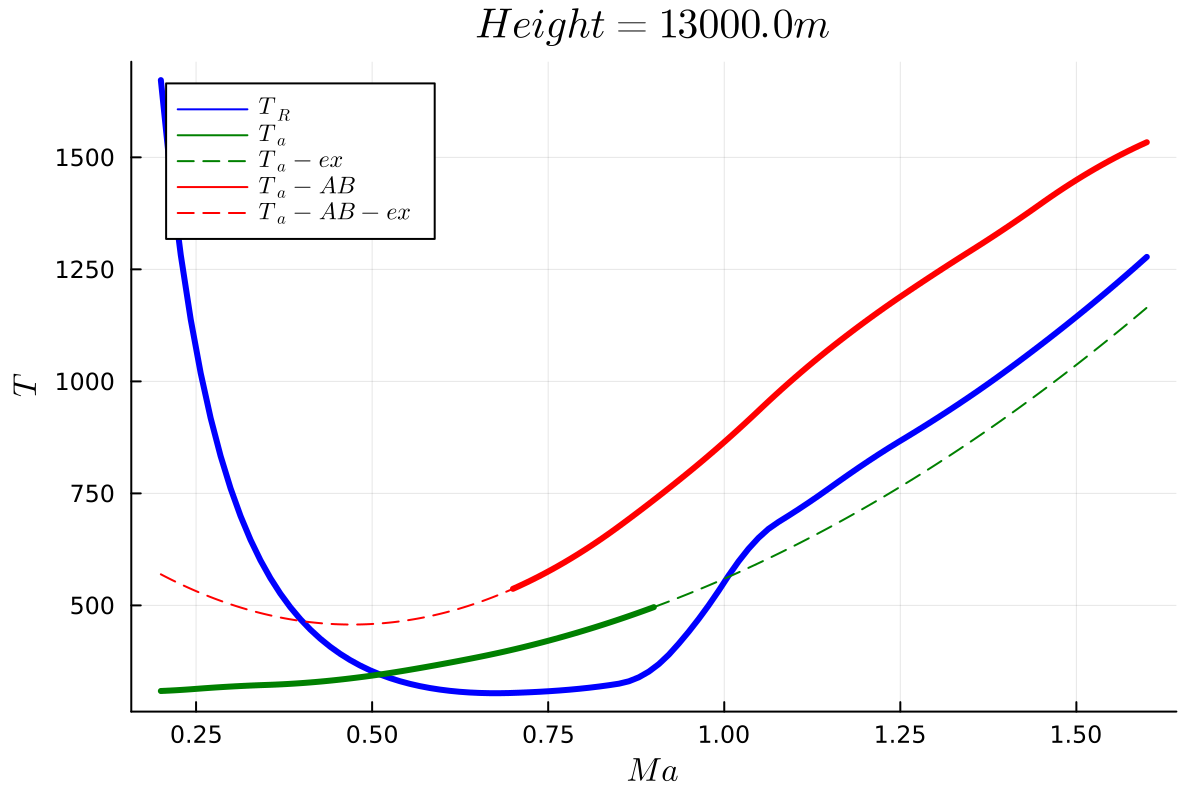 Height = 13000.0m
T_R
T_a
T_a − ex
T_a − AB
T_a − AB − ex
1500
1250
1000
750
500
T
0.25 0.50 0.75 1.00 1.25 1.50
Ma